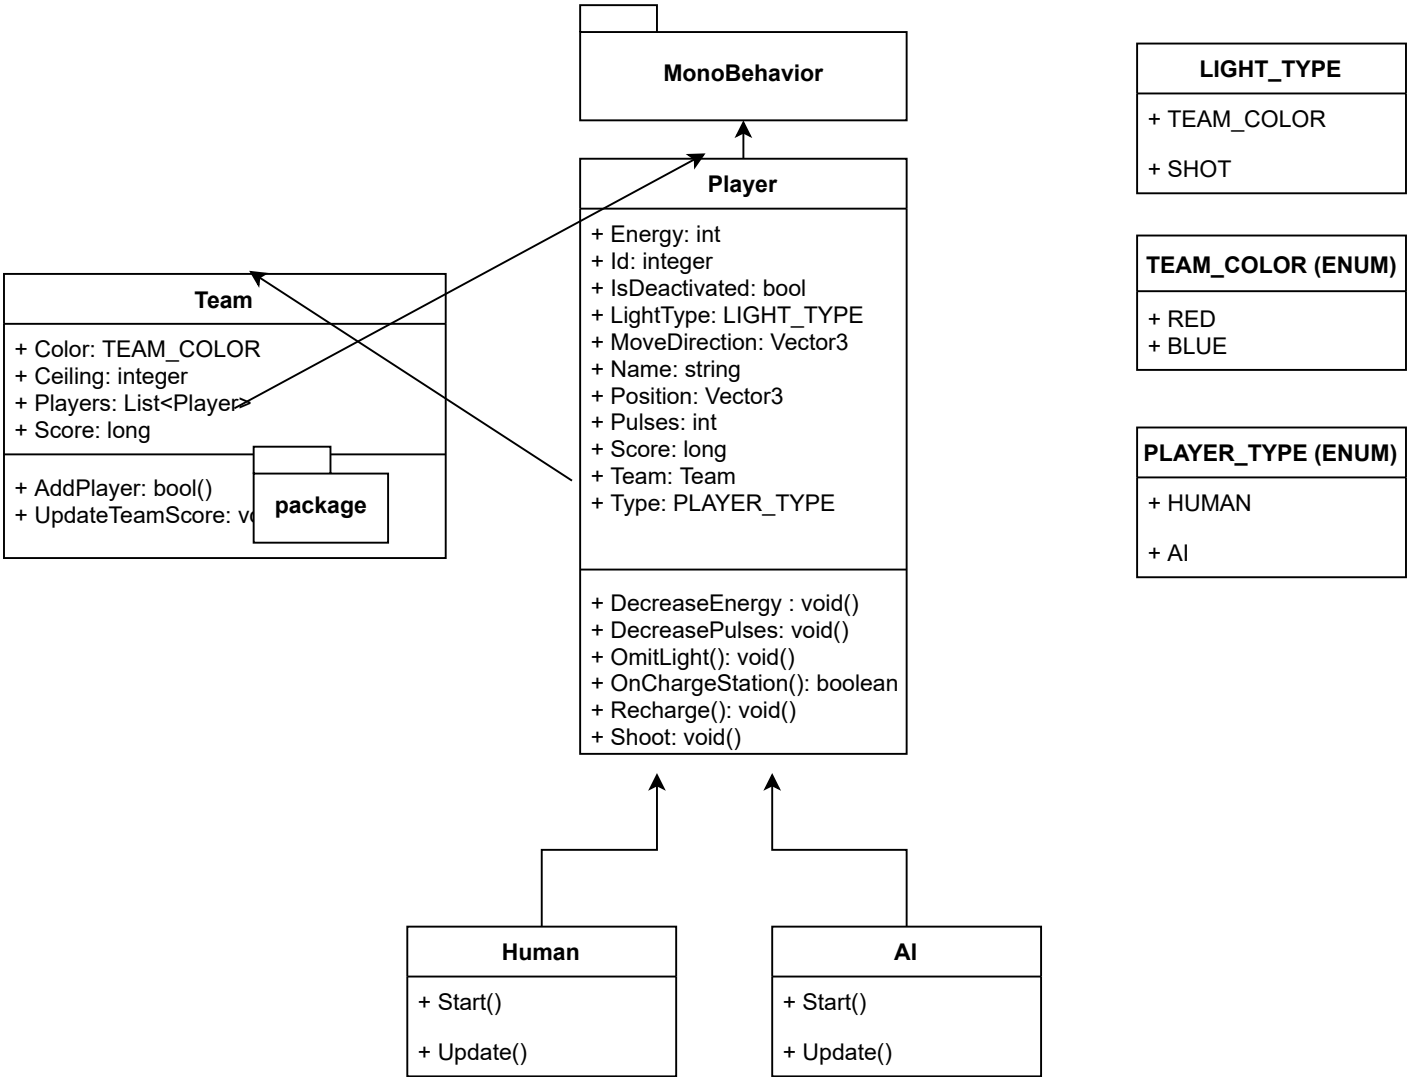 MonoBehavior
LIGHT_TYPE
+ TEAM_COLOR
+ SHOT
Player
+ Energy: int
+ Id: integer
+ IsDeactivated: bool
+ LightType: LIGHT_TYPE
+ MoveDirection: Vector3
+ Name: string
+ Position: Vector3
+ Pulses: int
+ Score: long
+ Team: Team
+ Type: PLAYER_TYPE
+ DecreaseEnergy : void()
+ DecreasePulses: void()
+ OmitLight(): void()
+ OnChargeStation(): boolean
+ Recharge(): void()
+ Shoot: void()
TEAM_COLOR (ENUM)
+ RED
+ BLUE
Team
+ Color: TEAM_COLOR
+ Ceiling: integer
+ Players: List<Player>
+ Score: long
+ AddPlayer: bool()
+ UpdateTeamScore:
package
PLAYER_TYPE (ENUM)
+ HUMAN
+ AI
Human
+ Start()
+ Update()
AI
+ Start()
+ Update()